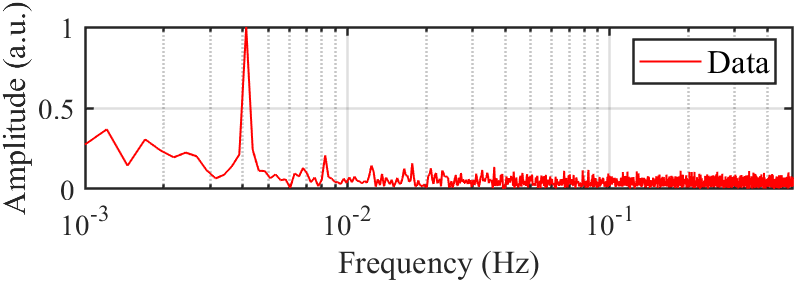 Amplitude (a.u.)
1
0.5
0
Data
10^-3
10^-2
10^-1
Frequency (Hz)